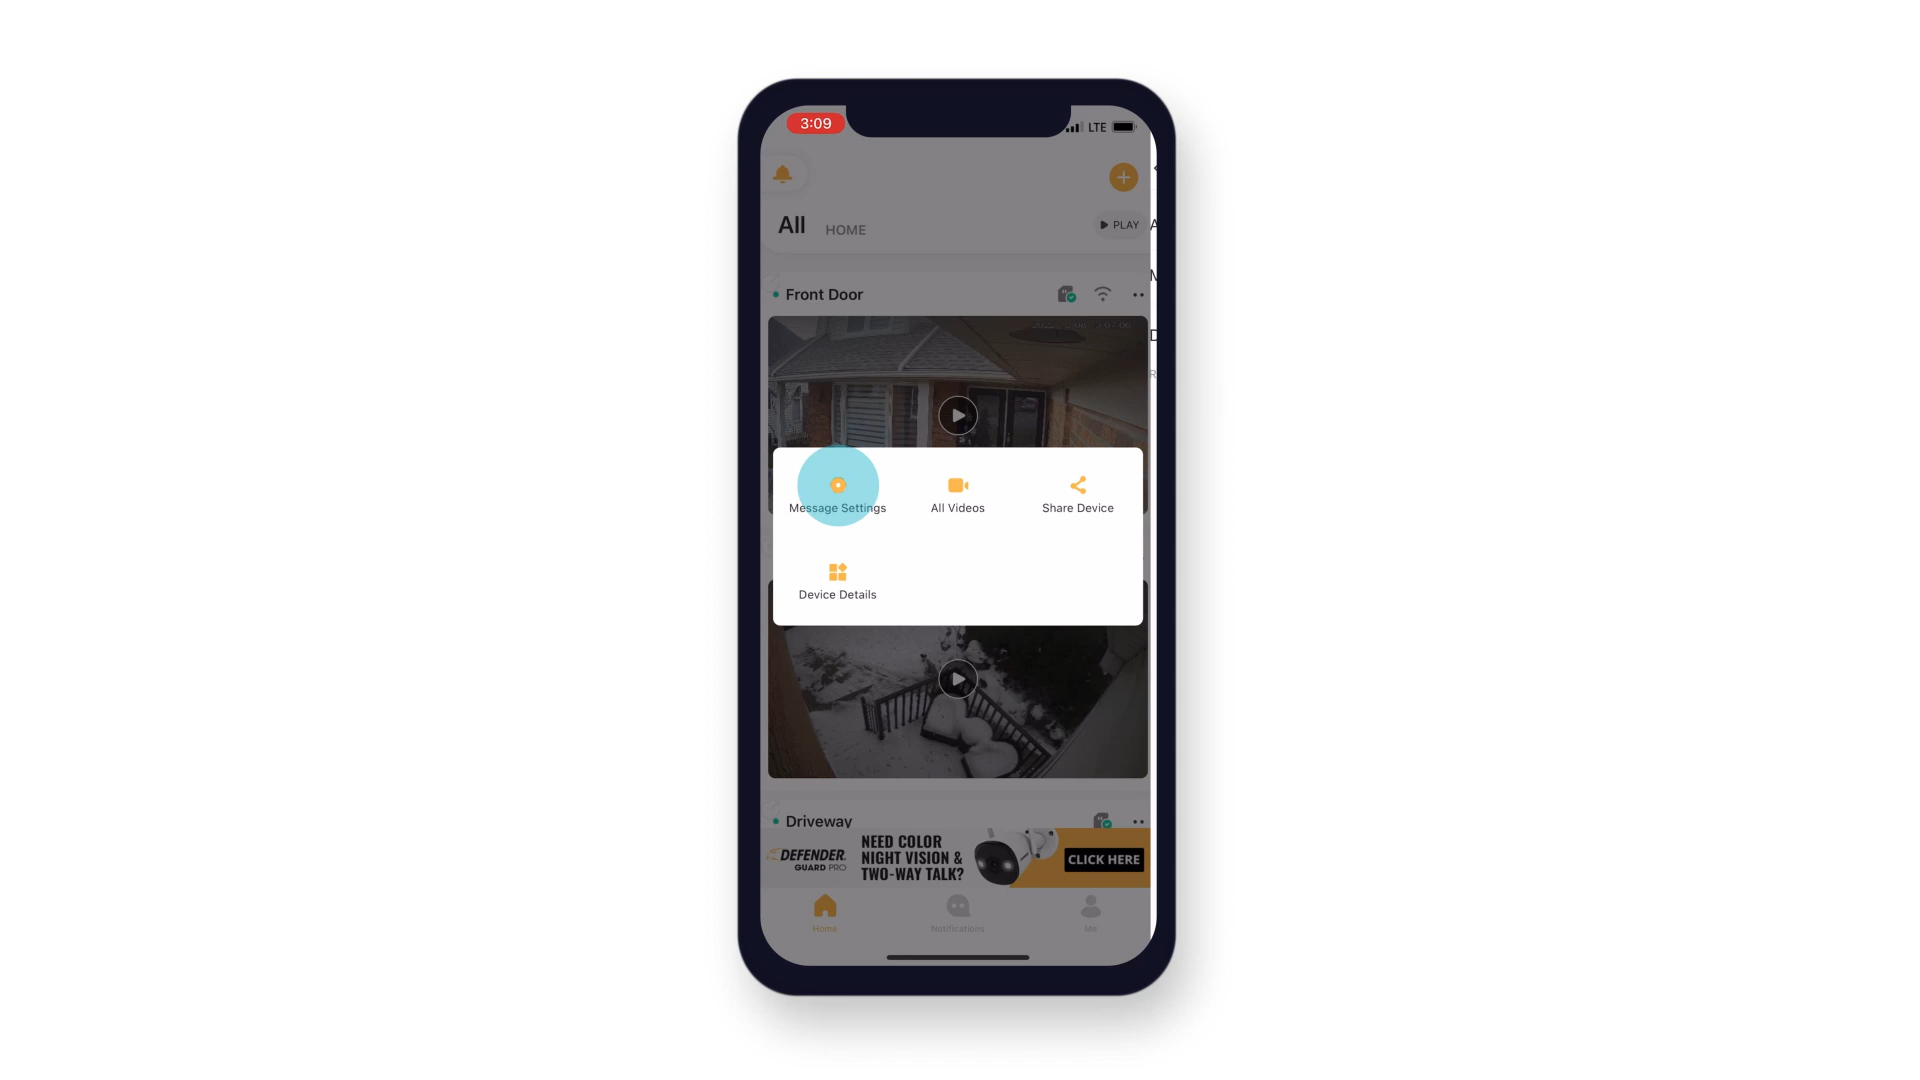 3:09
LTE
All HOME PLAY
Front Door
Message Settings All Videos Share Device
Device Details
Driveway
DEFENDER GUARD PRO
NEED COLOR
NIGHT VISION &
TWO-WAY TALK?
CLICK HERE
Home Notifications Me